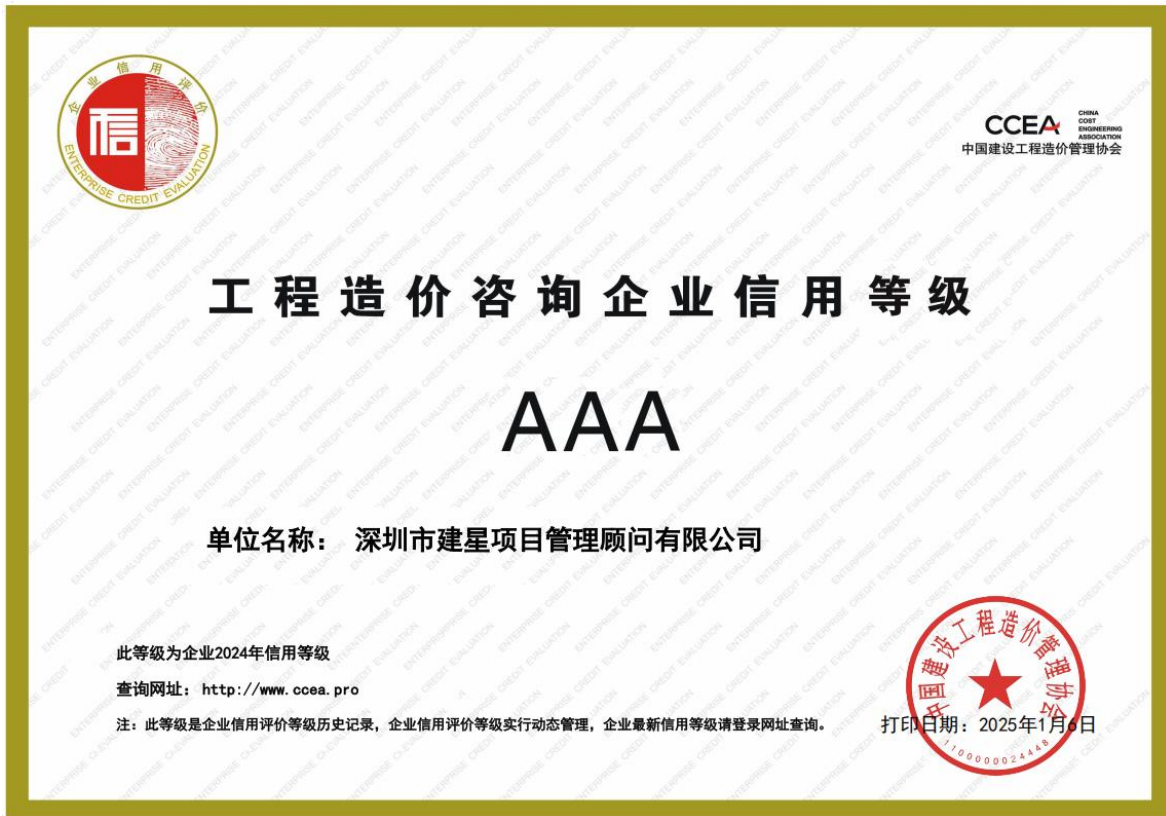 企业信用评价
信
ENTERPRISE CREDIT EVALUATION
CCEA
CHINA
COST
ENGINEERING
ASSOCIATION
中国建设工程造价管理协会
工程造价咨询企业信用等级
AAA
单位名称： 深圳市建星项目管理顾问有限公司
此等级为企业2024年信用等级
查询网址：http://www.ccea.pro
注：此等级是企业信用评价等级历史记录，企业信用评价等级实行动态管理，企业最新信用等级请登录网址查询。
中国建设工程造价管理协会
打印日期：2025年1月6日
1100000024448